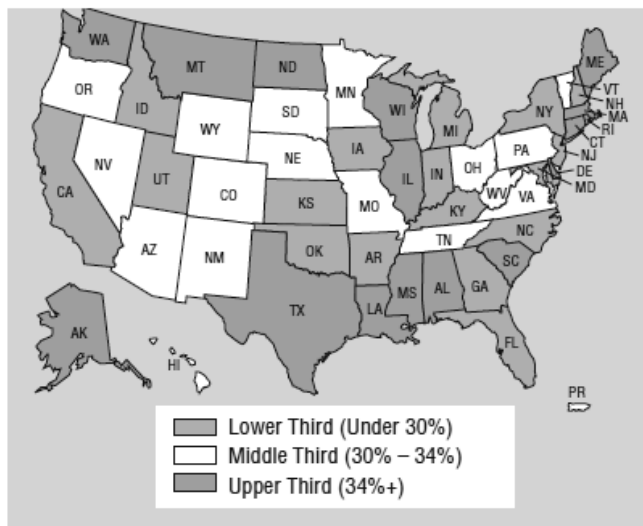 WA
MT
ND
MN
ME
OR
ID
SD
WI
VT
NH
NY
MA
WY
MI
RI
CT
NV
NE
IA
PA
NJ
CA
UT
CO
IL
IN
OH
DE
MD
KS
MO
WV
VA
KY
AZ
NM
OK
AR
TN
NC
SC
TX
LA
MS
AL
GA
AK
HI
FL
PR
Lower Third (Under 30%)
Middle Third (30% – 34%)
Upper Third (34%+)